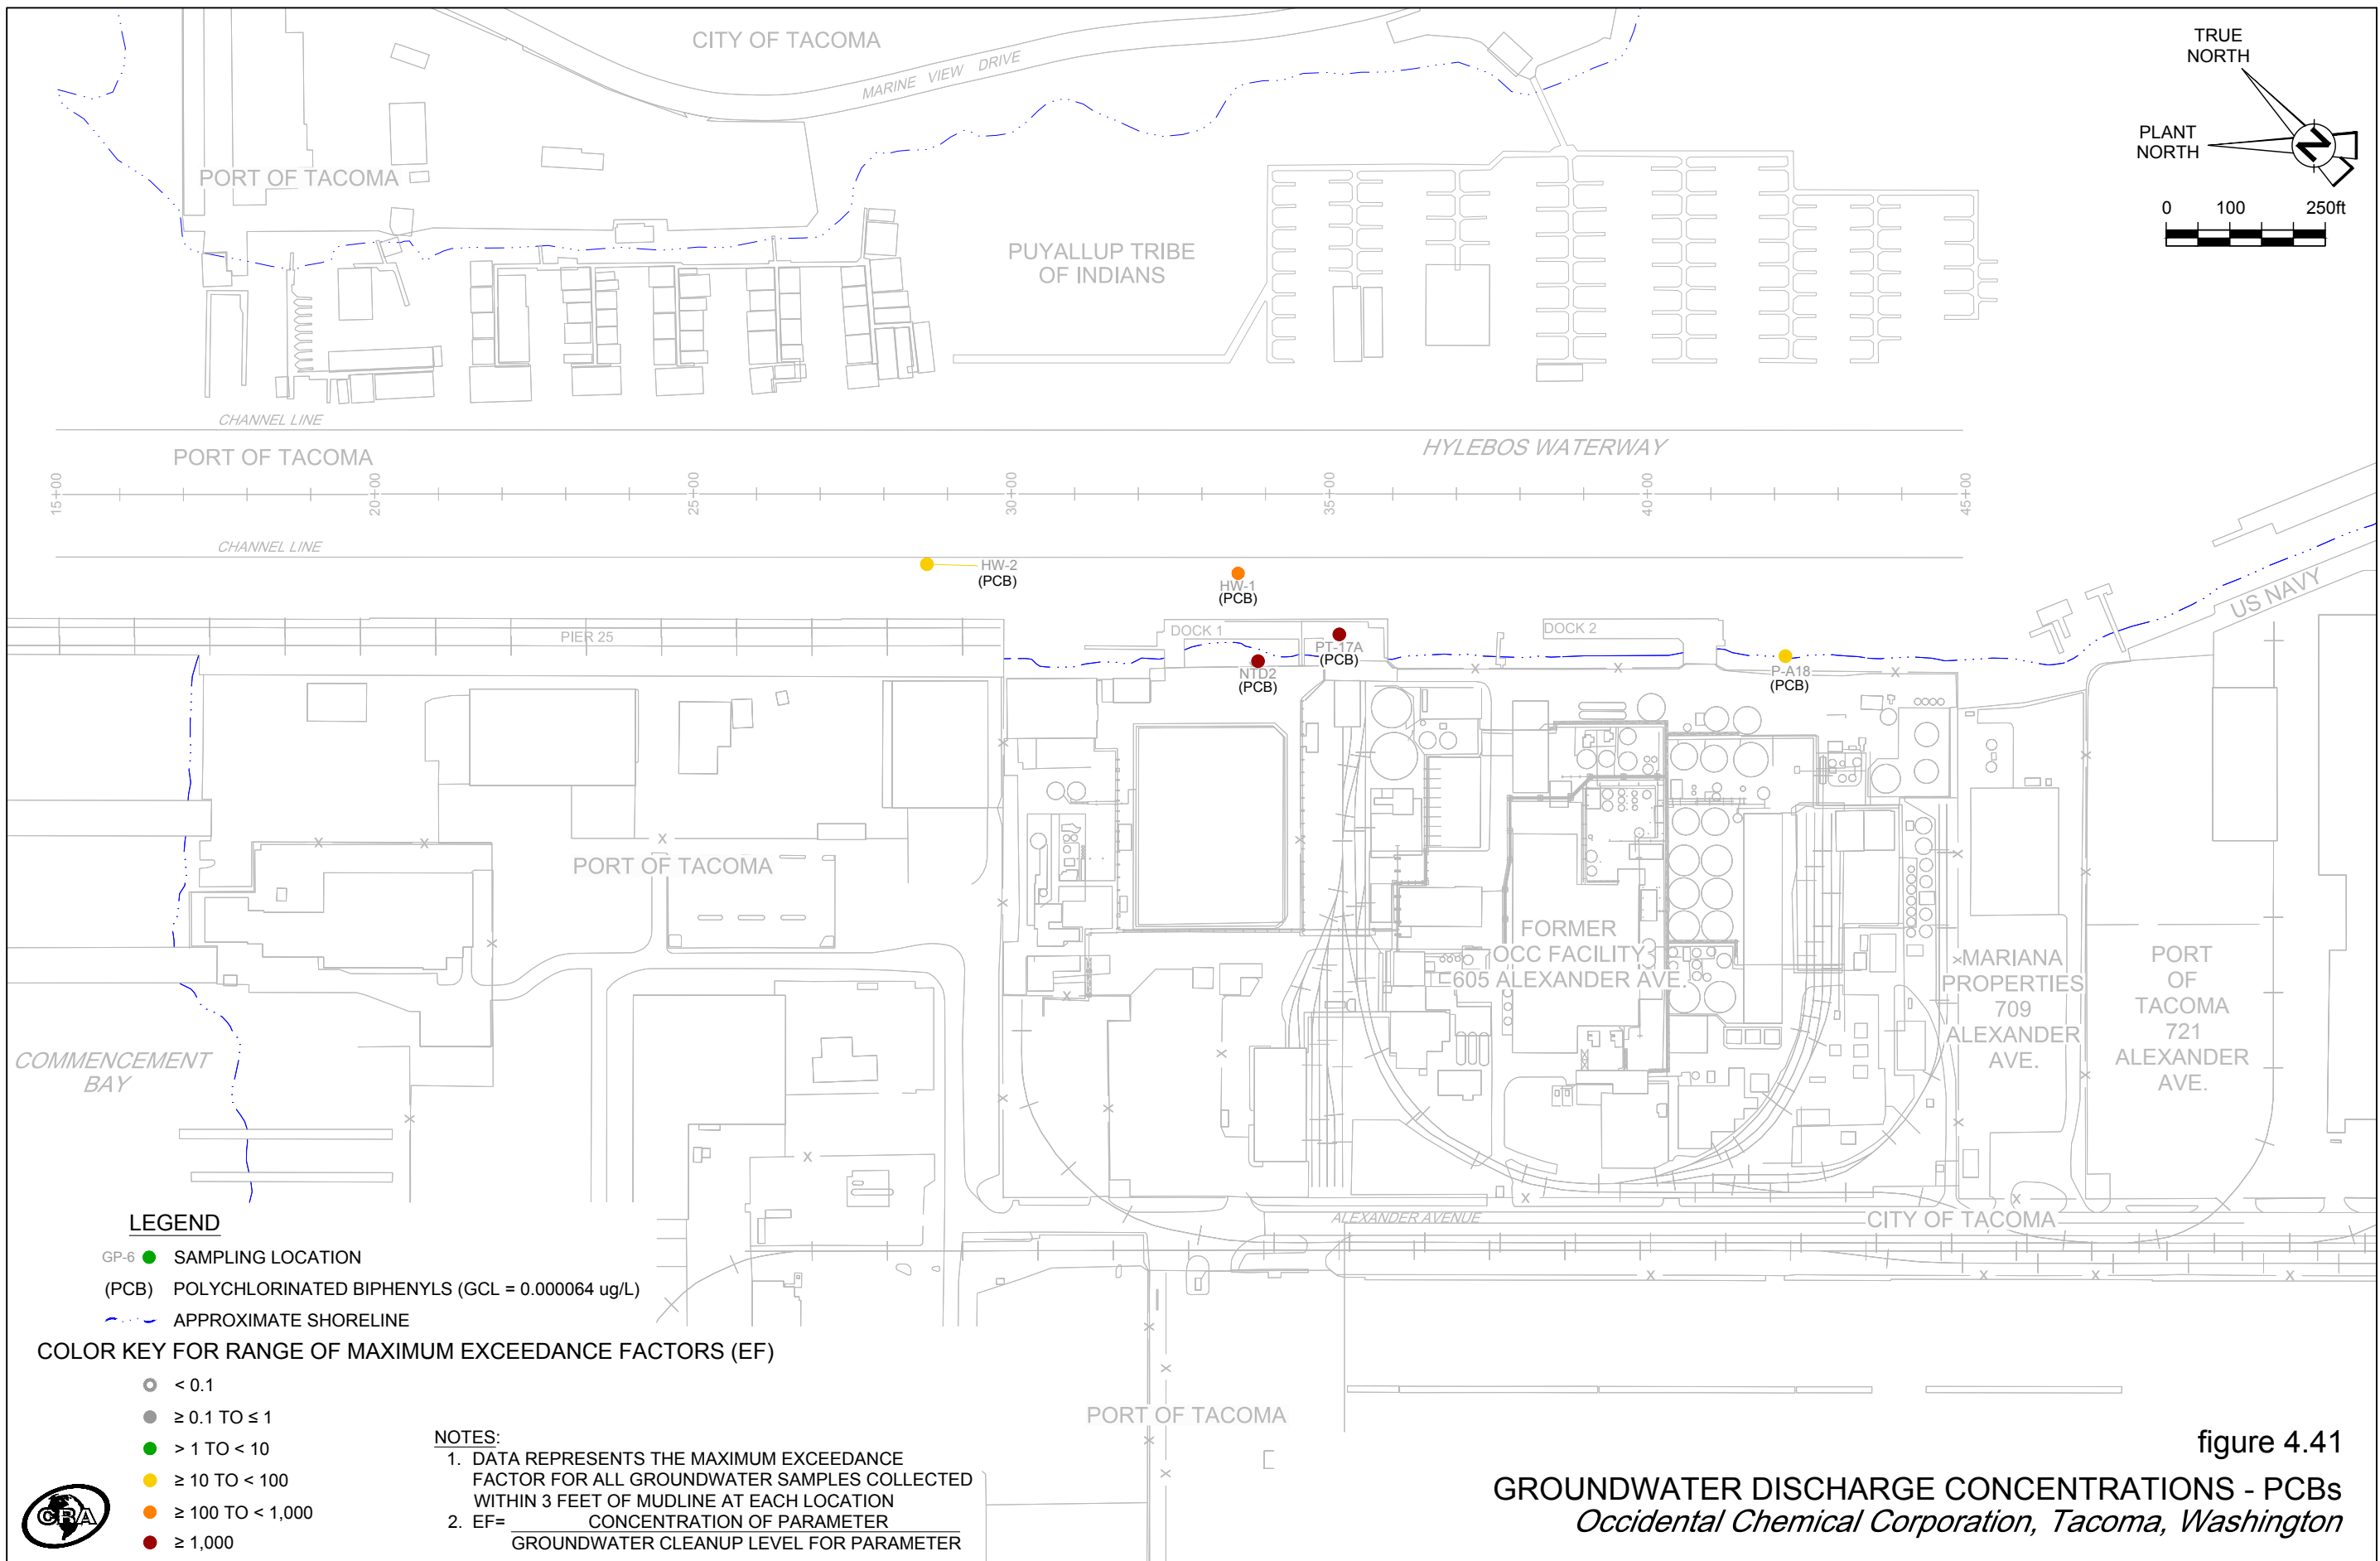 CITY OF TACOMA
MARINE VIEW DRIVE
TRUE
NORTH
PLANT
NORTH
N
0 100 250ft
PORT OF TACOMA
PUYALLUP TRIBE
OF INDIANS
CHANNEL LINE
PORT OF TACOMA
HYLEBOS WATERWAY
15+00
20+00
25+00
30+00
35+00
40+00
45+00
CHANNEL LINE
HW-2
(PCB)
HW-1
(PCB)
US NAVY
PIER 25
DOCK 1
DOCK 2
PT-17A
(PCB)
NTD2
(PCB)
P-A18
(PCB)
PORT OF TACOMA
FORMER
OCC FACILITY
605 ALEXANDER AVE.
MARIANA
PROPERTIES
709
ALEXANDER
AVE.
PORT
OF
TACOMA
721
ALEXANDER
AVE.
COMMENCEMENT
BAY
ALEXANDER AVENUE
CITY OF TACOMA
LEGEND
GP-6 SAMPLING LOCATION
(PCB) POLYCHLORINATED BIPHENYLS (GCL = 0.000064 ug/L)
APPROXIMATE SHORELINE
COLOR KEY FOR RANGE OF MAXIMUM EXCEEDANCE FACTORS (EF)
< 0.1
≥ 0.1 TO ≤ 1
> 1 TO < 10
≥ 10 TO < 100
≥ 100 TO < 1,000
≥ 1,000
CRA
NOTES:
1. DATA REPRESENTS THE MAXIMUM EXCEEDANCE
FACTOR FOR ALL GROUNDWATER SAMPLES COLLECTED
WITHIN 3 FEET OF MUDLINE AT EACH LOCATION
2. EF= CONCENTRATION OF PARAMETER
GROUNDWATER CLEANUP LEVEL FOR PARAMETER
PORT OF TACOMA
figure 4.41
GROUNDWATER DISCHARGE CONCENTRATIONS - PCBs
Occidental Chemical Corporation, Tacoma, Washington